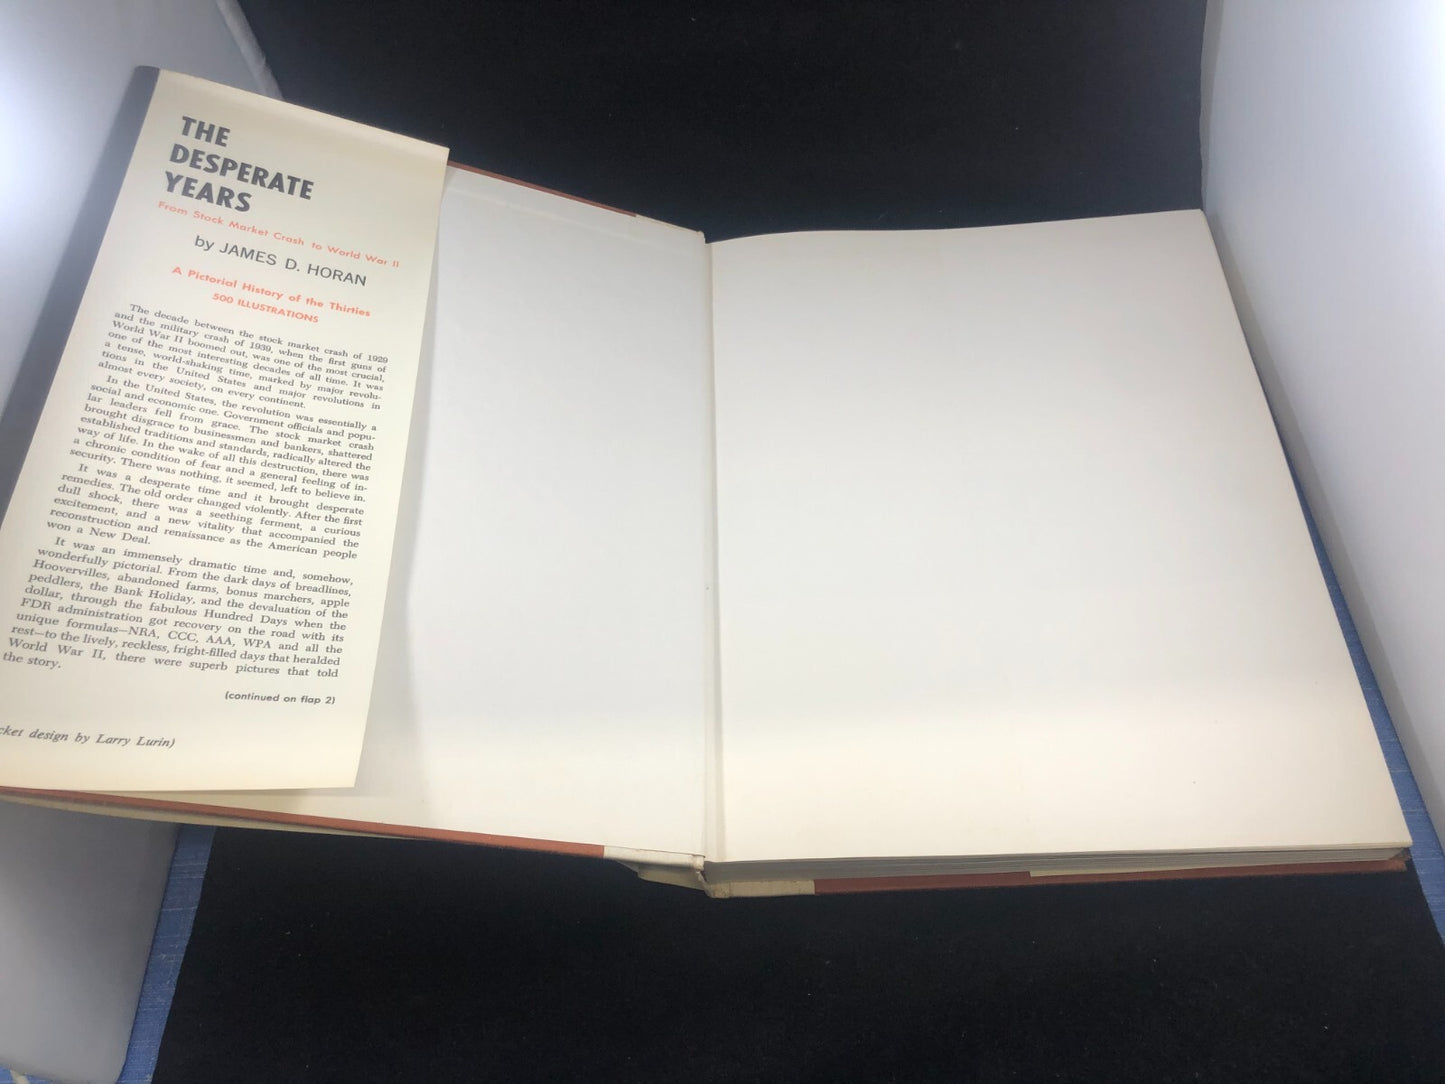 THE
DESPERATE
YEARS
From Stock Market Crash to World War II
by JAMES D. HORAN
A Pictorial History of the Thirties
500 ILLUSTRATIONS
The decade between the stock market crash of 1929
and the military crash of 1939, when the first guns of
World War II boomed out, was one of the most crucial,
one of the most interesting decades of all time. It was
a tense, world-shaking time, marked by major revolu-
tions in the United States and major revolutions in
almost every society, on every continent.
In the United States, the revolution was essentially a
social and economic one. Government officials and popu-
lar leaders fell from grace. The stock market crash
brought disgrace to businessmen and bankers, shattered
established traditions and standards, radically altered the
way of life. In the wake of all this destruction, there was
a chronic condition of fear and a general feeling of in-
security. There was nothing, it seemed, left to believe in.
It was a desperate time and it brought desperate
remedies. The old order changed violently. After the first
dull shock, there was a seething ferment, a curious
excitement, and a new vitality that accompanied the
reconstruction and renaissance as the American people
won a New Deal.
It was an immensely dramatic time and, somehow,
wonderfully pictorial. From the dark days of breadlines,
Hoovervilles, abandoned farms, bonus marchers, apple
peddlers, the Bank Holiday, and the devaluation of the
dollar, through the fabulous Hundred Days when the
FDR administration got recovery on the road with its
unique formulas—NRA, CCC, AAA, WPA and all the
rest—to the lively, reckless, fright-filled days that heralded
World War II, there were superb pictures that told
the story.
(continued on flap 2)
cket design by Larry Lurin)